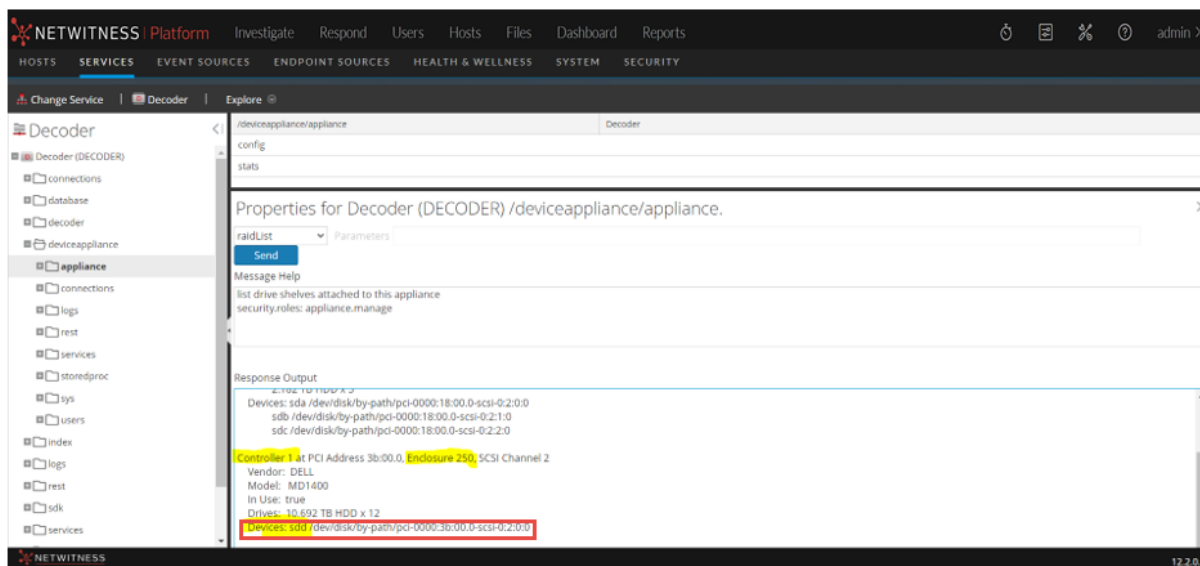 NETWITNESS | Platform Investigate Respond Users Hosts Files Dashboard Reports admin
HOSTS SERVICES EVENT SOURCES ENDPOINT SOURCES HEALTH & WELLNESS SYSTEM SECURITY
Change Service | Decoder | Explore
Decoder
Decoder (DECODER)
connections
database
decoder
deviceappliance
appliance
connections
logs
rest
services
storedproc
sys
users
index
logs
rest
sdk
services
/deviceappliance/appliance Decoder
config
stats
Properties for Decoder (DECODER) /deviceappliance/appliance.
raidList Parameters
Send
Message Help
list drive shelves attached to this appliance
security.roles: appliance.manage
Response Output
Devices: sda /dev/disk/by-path/pci-0000:18:00.0-scsi-0:2:0:0
sdb /dev/disk/by-path/pci-0000:18:00.0-scsi-0:2:1:0
sdc /dev/disk/by-path/pci-0000:18:00.0-scsi-0:2:2:0
Controller 1 at PCI Address 3b:00.0, Enclosure 250, SCSI Channel 2
Vendor: DELL
Model: MD1400
In Use: true
Drives: 10.692 TB HDD x 12
Devices: sdd /dev/disk/by-path/pci-0000:3b:00.0-scsi-0:2:0:0
NETWITNESS 12.2.0